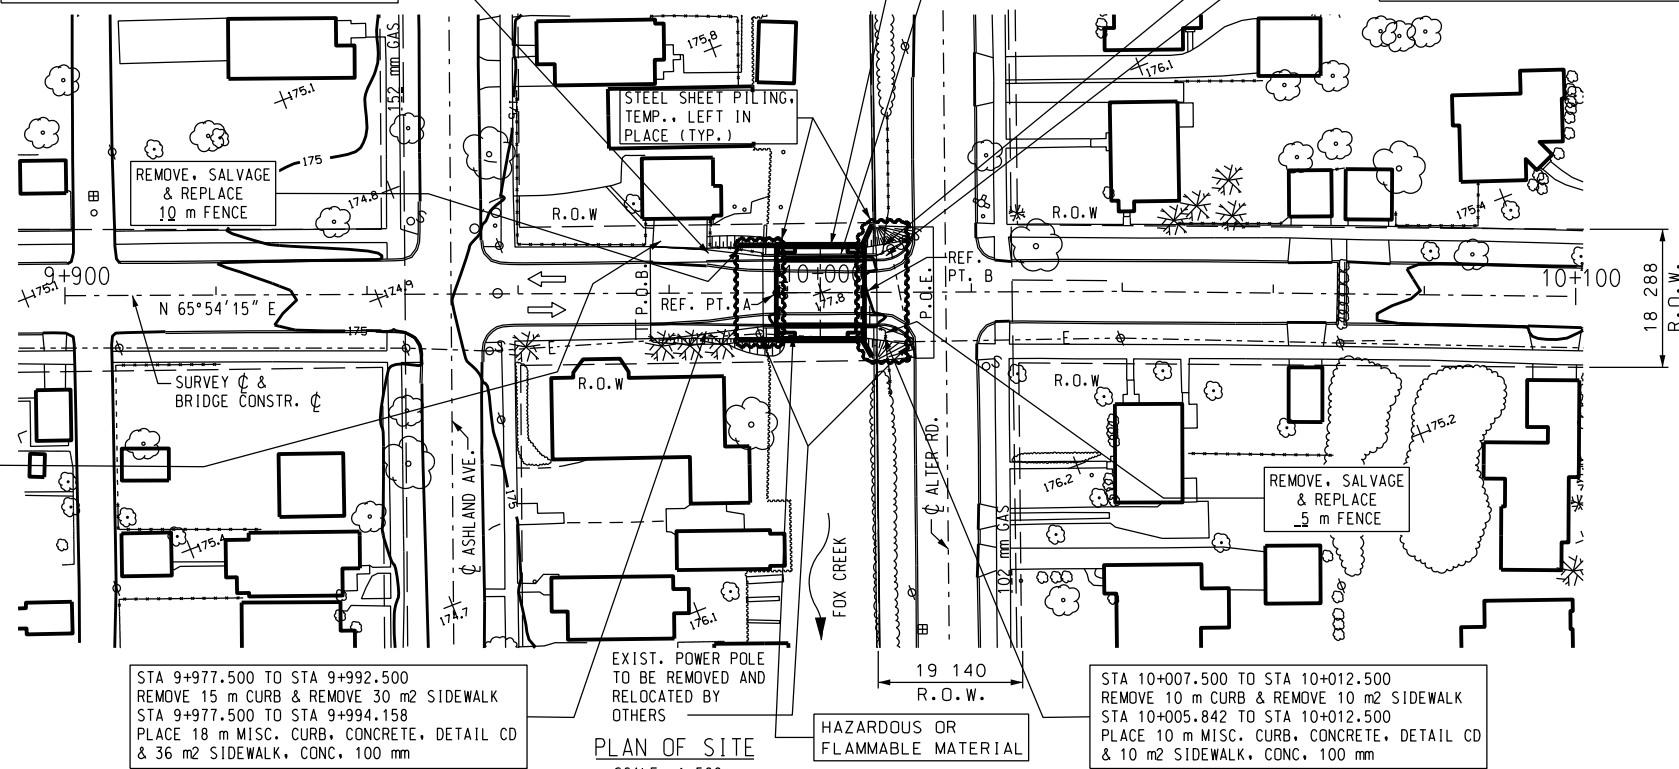 175.1
152 mm GAS
175
175.8
STEEL SHEET PILING,
TEMP., LEFT IN
PLACE (TYP.)
176.1
175
REMOVE, SALVAGE
& REPLACE
10 m FENCE
174.8
R.O.W
R.O.W
175.4
9+900
175.1
174.9
N 65°54'15" E
175
P.O.B.
REF. PT. A
10+000
177.8
REF.
PT. B
P.O.E.
10+100
18 288
R.O.W.
E
E
SURVEY ℄ &
BRIDGE CONSTR. ℄
R.O.W
R.O.W
℄ ASHLAND AVE.
175
℄ ALTER RD.
176.2
175.2
REMOVE, SALVAGE
& REPLACE
5 m FENCE
175.4
174.7
176.1
FOX CREEK
102 mm GAS
STA 9+977.500 TO STA 9+992.500
REMOVE 15 m CURB & REMOVE 30 m2 SIDEWALK
STA 9+977.500 TO STA 9+994.158
PLACE 18 m MISC. CURB, CONCRETE, DETAIL CD
& 36 m2 SIDEWALK, CONC, 100 mm
EXIST. POWER POLE
TO BE REMOVED AND
RELOCATED BY
OTHERS
PLAN OF SITE
HAZARDOUS OR
FLAMMABLE MATERIAL
19 140
R.O.W.
STA 10+007.500 TO STA 10+012.500
REMOVE 10 m CURB & REMOVE 10 m2 SIDEWALK
STA 10+005.842 TO STA 10+012.500
PLACE 10 m MISC. CURB, CONCRETE, DETAIL CD
& 10 m2 SIDEWALK, CONC, 100 mm